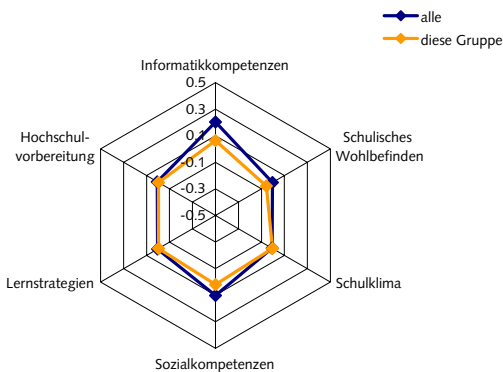 alle
diese Gruppe
Informatikkompetenzen
0.5
0.3
0.1
-0.1
-0.3
-0.5
Hochschul-
vorbereitung
Schulisches
Wohlbefinden
Lernstrategien
Schulklima
Sozialkompetenzen